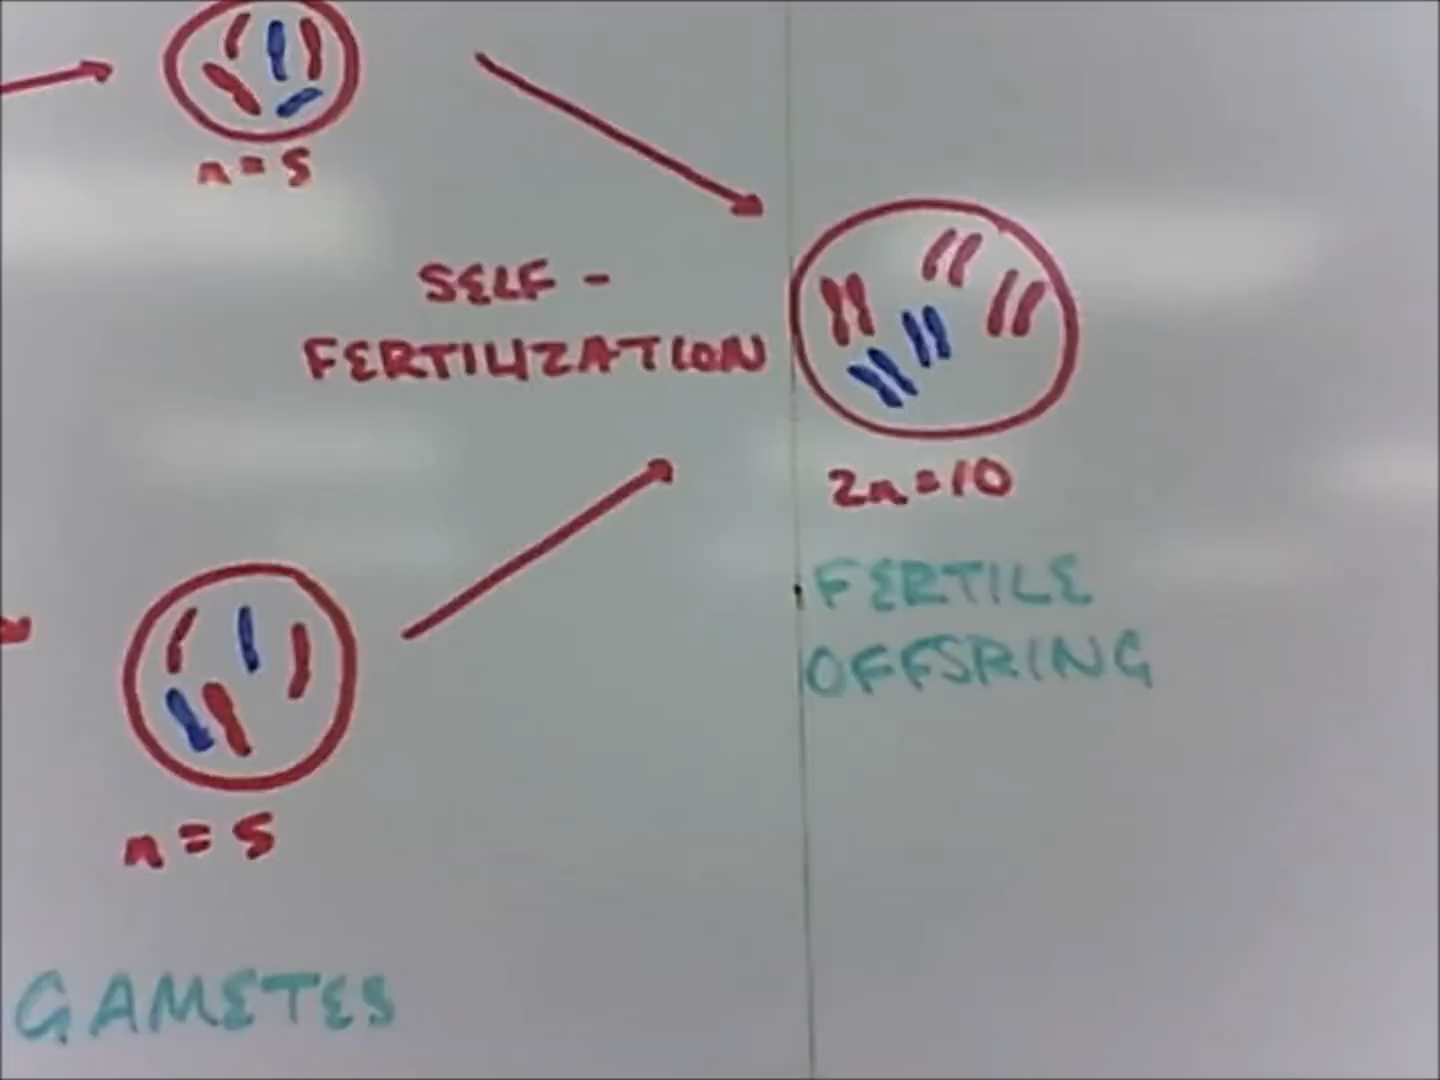 n = 5
SELF -
FERTILIZATION
2n = 10
FERTILE
OFFSRING
n = 5
GAMETES